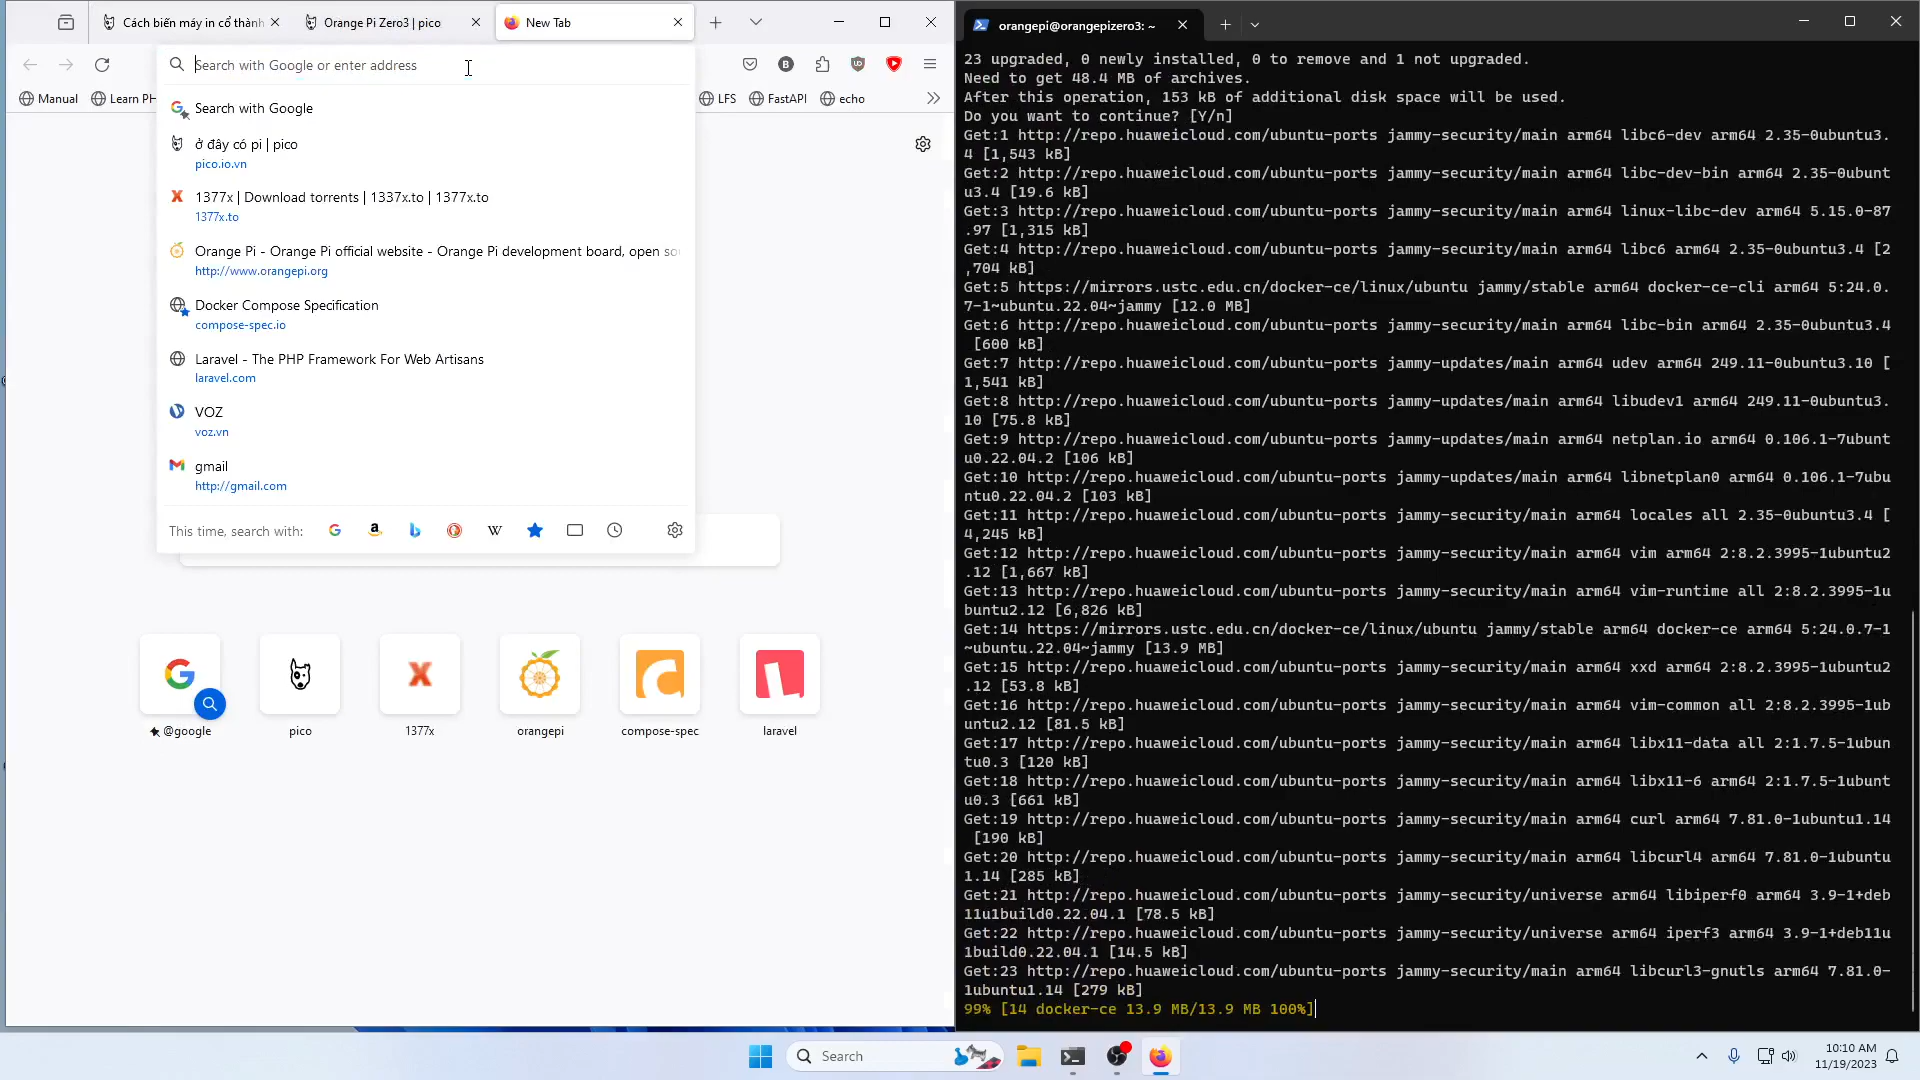 Cách biến máy in cổ thành
Orange Pi Zero3 | pico
New Tab
Search with Google or enter address
Manual
Learn PH
LFS
FastAPI
echo
Search with Google
ở đây có pi | pico
pico.io.vn
1377x | Download torrents | 1337x.to | 1377x.to
1377x.to
Orange Pi - Orange Pi official website - Orange Pi development board, open so
http://www.orangepi.org
Docker Compose Specification
compose-spec.io
Laravel - The PHP Framework For Web Artisans
laravel.com
VOZ
voz.vn
gmail
http://gmail.com
This time, search with:
@google
pico
1377x
orangepi
compose-spec
laravel
orangepi@orangepizero3: ~
23 upgraded, 0 newly installed, 0 to remove and 1 not upgraded.
Need to get 48.4 MB of archives.
After this operation, 153 kB of additional disk space will be used.
Do you want to continue? [Y/n]
Get:1 http://repo.huaweicloud.com/ubuntu-ports jammy-security/main arm64 libc6-dev arm64 2.35-0ubuntu3.
4 [1,543 kB]
Get:2 http://repo.huaweicloud.com/ubuntu-ports jammy-security/main arm64 libc-dev-bin arm64 2.35-0ubunt
u3.4 [19.6 kB]
Get:3 http://repo.huaweicloud.com/ubuntu-ports jammy-security/main arm64 linux-libc-dev arm64 5.15.0-87
.97 [1,315 kB]
Get:4 http://repo.huaweicloud.com/ubuntu-ports jammy-security/main arm64 libc6 arm64 2.35-0ubuntu3.4 [2
,704 kB]
Get:5 https://mirrors.ustc.edu.cn/docker-ce/linux/ubuntu jammy/stable arm64 docker-ce-cli arm64 5:24.0.
7-1~ubuntu.22.04~jammy [12.0 MB]
Get:6 http://repo.huaweicloud.com/ubuntu-ports jammy-security/main arm64 libc-bin arm64 2.35-0ubuntu3.4
[600 kB]
Get:7 http://repo.huaweicloud.com/ubuntu-ports jammy-updates/main arm64 udev arm64 249.11-0ubuntu3.10 [
1,541 kB]
Get:8 http://repo.huaweicloud.com/ubuntu-ports jammy-updates/main arm64 libudev1 arm64 249.11-0ubuntu3.
10 [75.8 kB]
Get:9 http://repo.huaweicloud.com/ubuntu-ports jammy-updates/main arm64 netplan.io arm64 0.106.1-7ubunt
u0.22.04.2 [106 kB]
Get:10 http://repo.huaweicloud.com/ubuntu-ports jammy-updates/main arm64 libnetplan0 arm64 0.106.1-7ubu
ntu0.22.04.2 [103 kB]
Get:11 http://repo.huaweicloud.com/ubuntu-ports jammy-security/main arm64 locales all 2.35-0ubuntu3.4 [
4,245 kB]
Get:12 http://repo.huaweicloud.com/ubuntu-ports jammy-security/main arm64 vim arm64 2:8.2.3995-1ubuntu2
.12 [1,667 kB]
Get:13 http://repo.huaweicloud.com/ubuntu-ports jammy-security/main arm64 vim-runtime all 2:8.2.3995-1u
buntu2.12 [6,826 kB]
Get:14 https://mirrors.ustc.edu.cn/docker-ce/linux/ubuntu jammy/stable arm64 docker-ce arm64 5:24.0.7-1
~ubuntu.22.04~jammy [13.9 MB]
Get:15 http://repo.huaweicloud.com/ubuntu-ports jammy-security/main arm64 xxd arm64 2:8.2.3995-1ubuntu2
.12 [53.8 kB]
Get:16 http://repo.huaweicloud.com/ubuntu-ports jammy-security/main arm64 vim-common all 2:8.2.3995-1ub
untu2.12 [81.5 kB]
Get:17 http://repo.huaweicloud.com/ubuntu-ports jammy-security/main arm64 libx11-data all 2:1.7.5-1ubun
tu0.3 [120 kB]
Get:18 http://repo.huaweicloud.com/ubuntu-ports jammy-security/main arm64 libx11-6 arm64 2:1.7.5-1ubunt
u0.3 [661 kB]
Get:19 http://repo.huaweicloud.com/ubuntu-ports jammy-security/main arm64 curl arm64 7.81.0-1ubuntu1.14
[190 kB]
Get:20 http://repo.huaweicloud.com/ubuntu-ports jammy-security/main arm64 libcurl4 arm64 7.81.0-1ubuntu
1.14 [285 kB]
Get:21 http://repo.huaweicloud.com/ubuntu-ports jammy-security/universe arm64 libiperf0 arm64 3.9-1+deb
11u1build0.22.04.1 [78.5 kB]
Get:22 http://repo.huaweicloud.com/ubuntu-ports jammy-security/universe arm64 iperf3 arm64 3.9-1+deb11u
1build0.22.04.1 [14.5 kB]
Get:23 http://repo.huaweicloud.com/ubuntu-ports jammy-security/main arm64 libcurl3-gnutls arm64 7.81.0-
1ubuntu1.14 [279 kB]
99% [14 docker-ce 13.9 MB/13.9 MB 100%]
Search
10:10 AM
11/19/2023